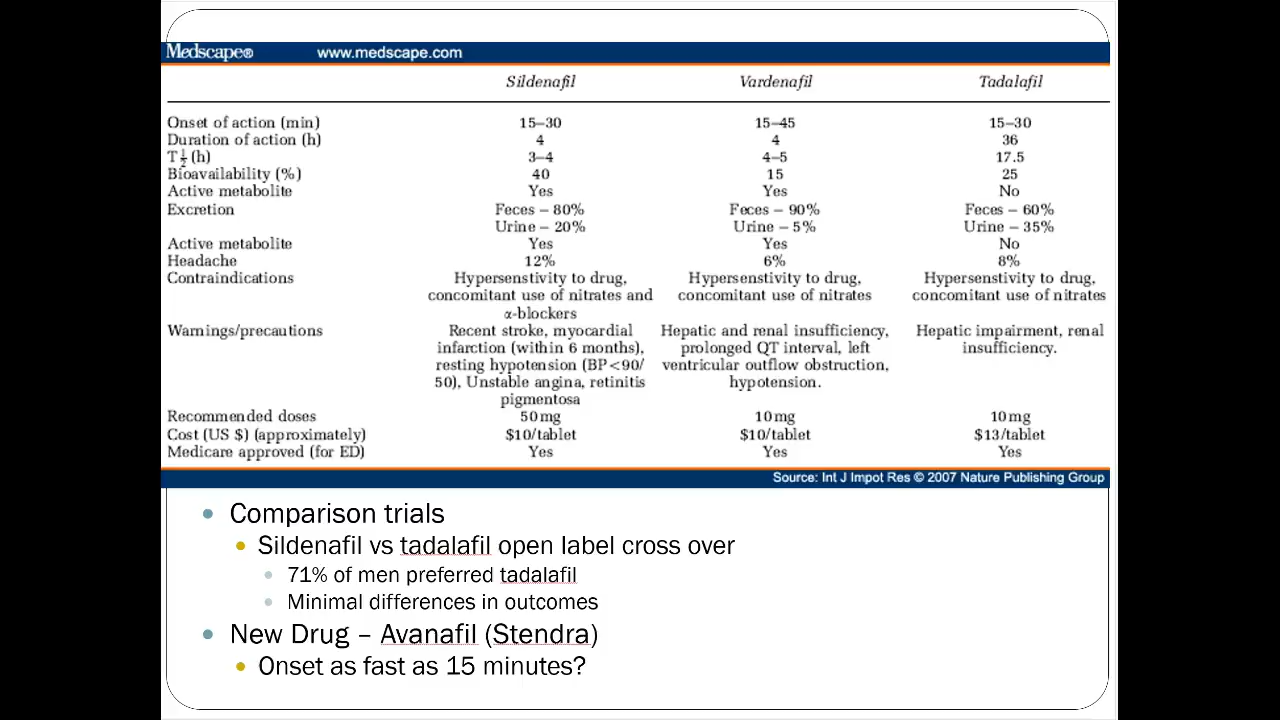 Medscape® www.medscape.com
Sildenafil Vardenafil Tadalafil
Onset of action (min) 15–30 15–45 15–30
Duration of action (h) 4 4 36
T½ (h) 3–4 4–5 17.5
Bioavailability (%) 40 15 25
Active metabolite Yes Yes No
Excretion Feces – 80% Feces – 90% Feces – 60%
Urine – 20% Urine – 5% Urine – 35%
Active metabolite Yes Yes No
Headache 12% 6% 8%
Contraindications Hypersenstivity to drug, Hypersenstivity to drug, Hypersenstivity to drug,
concomitant use of nitrates and concomitant use of nitrates concomitant use of nitrates
α-blockers
Warnings/precautions Recent stroke, myocardial Hepatic and renal insufficiency, Hepatic impairment, renal
infarction (within 6 months), prolonged QT interval, left insufficiency.
resting hypotension (BP<90/ ventricular outflow obstruction,
50), Unstable angina, retinitis hypotension.
pigmentosa
Recommended doses 50 mg 10 mg 10 mg
Cost (US $) (approximately) $10/tablet $10/tablet $13/tablet
Medicare approved (for ED) Yes Yes Yes
Source: Int J Impot Res © 2007 Nature Publishing Group
• Comparison trials
• Sildenafil vs tadalafil open label cross over
• 71% of men preferred tadalafil
• Minimal differences in outcomes
• New Drug – Avanafil (Stendra)
• Onset as fast as 15 minutes?